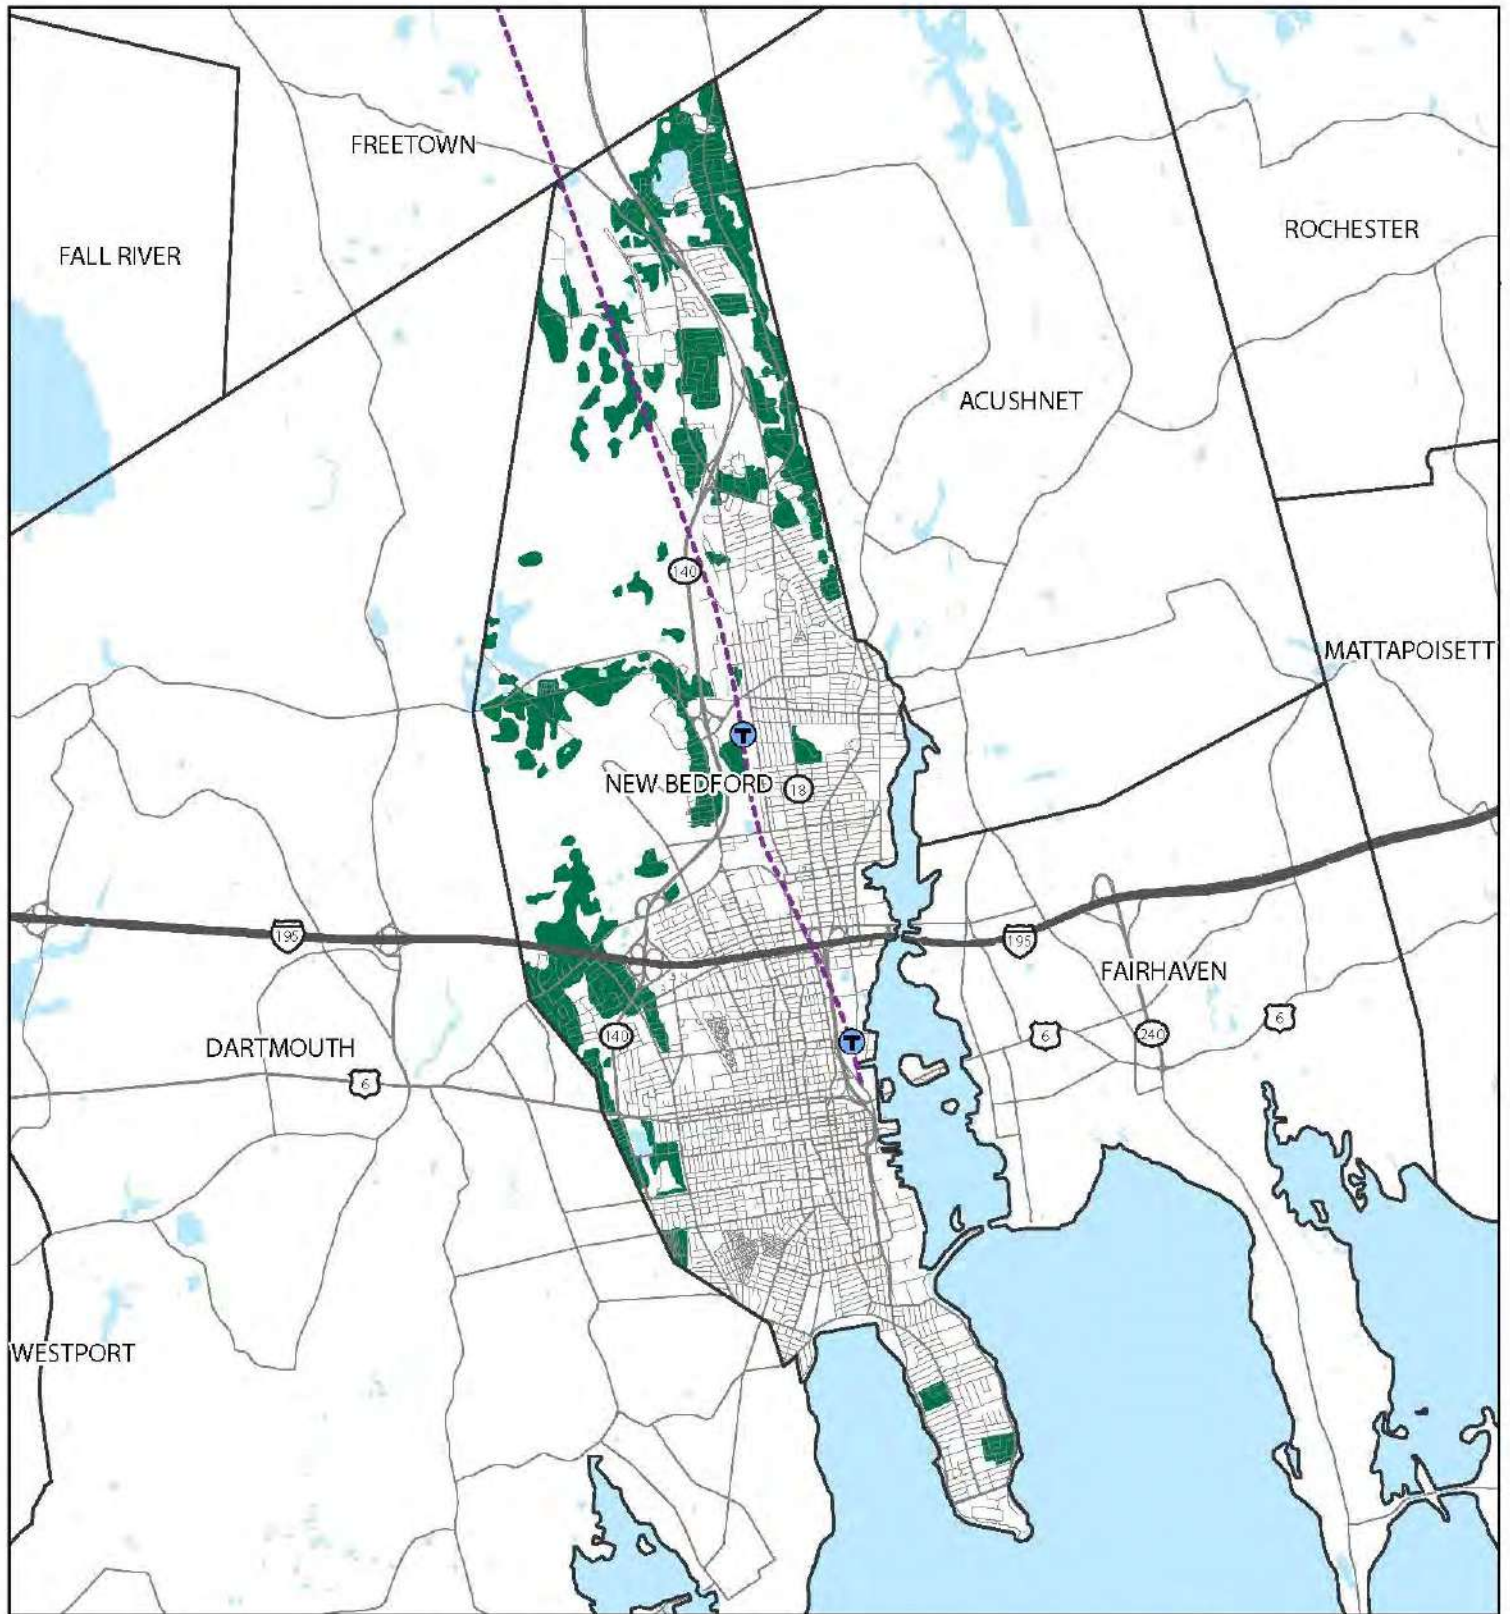 FREETOWN
ROCHESTER
FALL RIVER
ACUSHNET
140
MATTAPOISETT
T
NEW BEDFORD
18
195
195
FAIRHAVEN
6
6
240
140
T
DARTMOUTH
6
WESTPORT